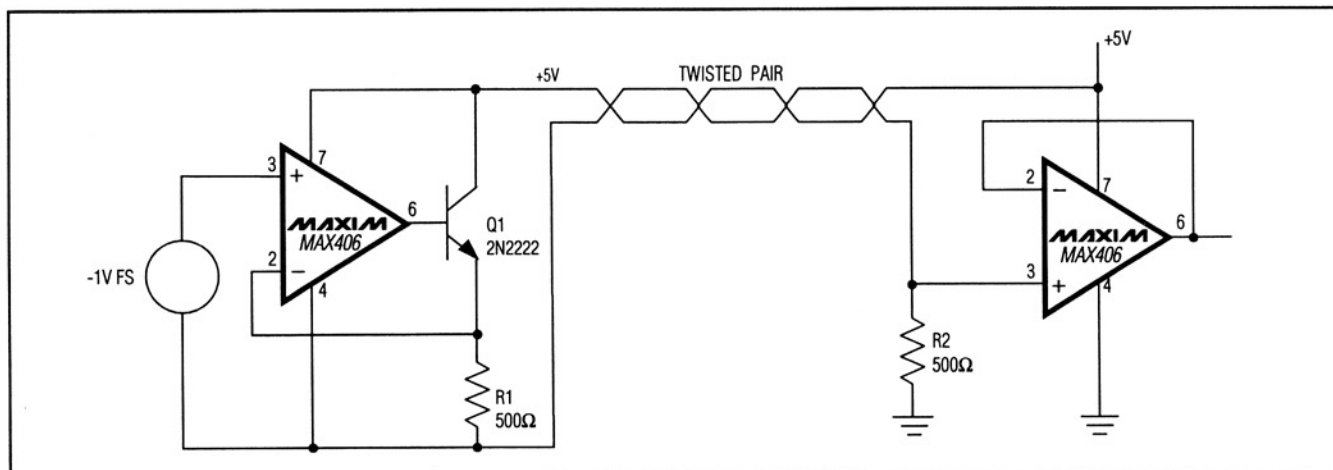 +5V
+5V
TWISTED PAIR
3
+
7
MAXIM
MAX406
6
2
−
4
Q1
2N2222
-1V FS
R1
500Ω
2
−
7
MAXIM
MAX406
6
3
+
4
R2
500Ω